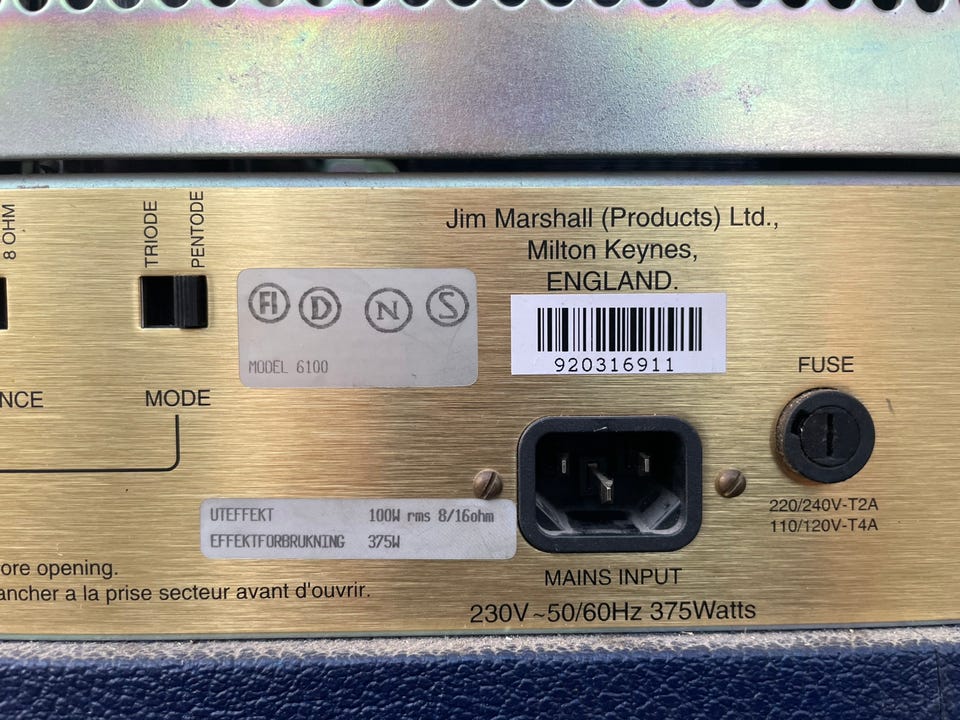 8 OHM
TRIODE
PENTODE
Jim Marshall (Products) Ltd.,
Milton Keynes,
ENGLAND.
FI D N S
MODEL 6100
920316911
FUSE
NCE
MODE
220/240V-T2A
110/120V-T4A
UTEFFEKT 100W rms 8/16ohm
EFFEKTFORBRUKNING 375W
ore opening.
ancher a la prise secteur avant d'ouvrir.
MAINS INPUT
230V~50/60Hz 375Watts